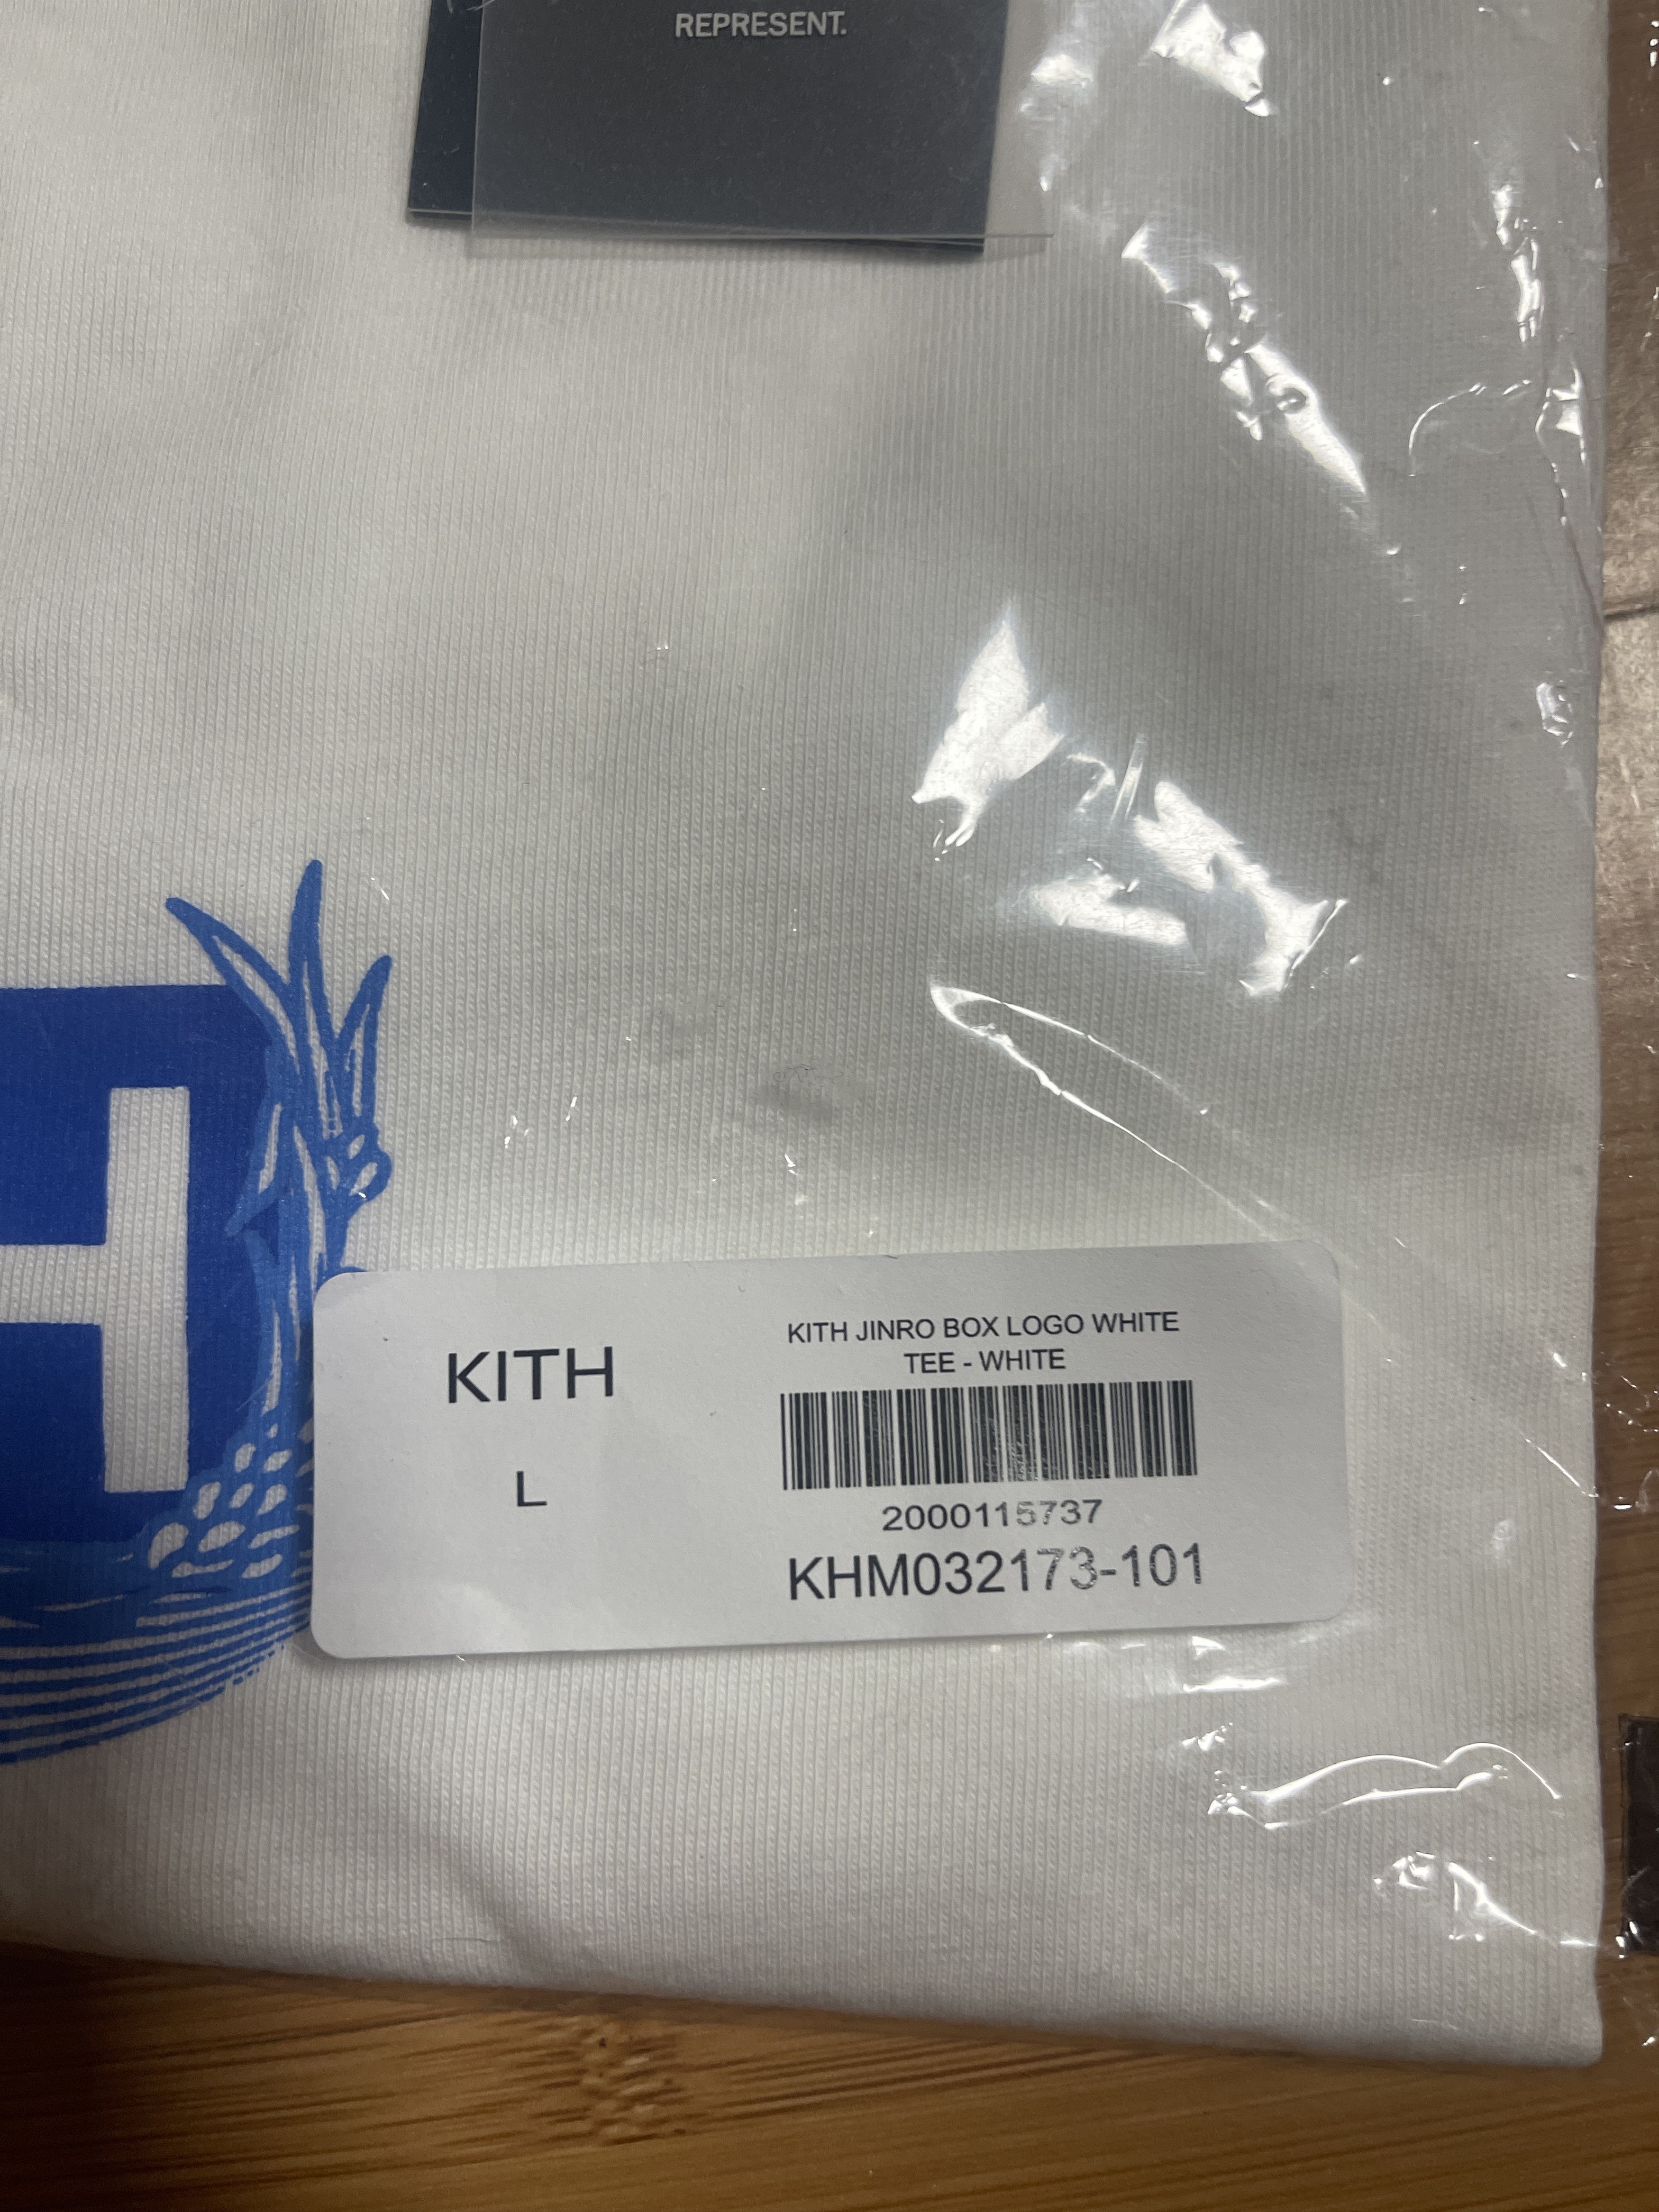 REPRESENT.
H
KITH
L
KITH JINRO BOX LOGO WHITE
TEE - WHITE
2000115737
KHM032173-101